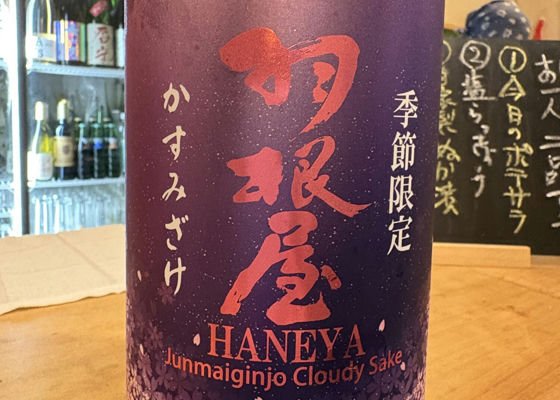 羽根屋
季節限定
かすみざけ
HANEYA
Junmaiginjo Cloudy Sake
①今日のポテサラ
②塩らっきょう